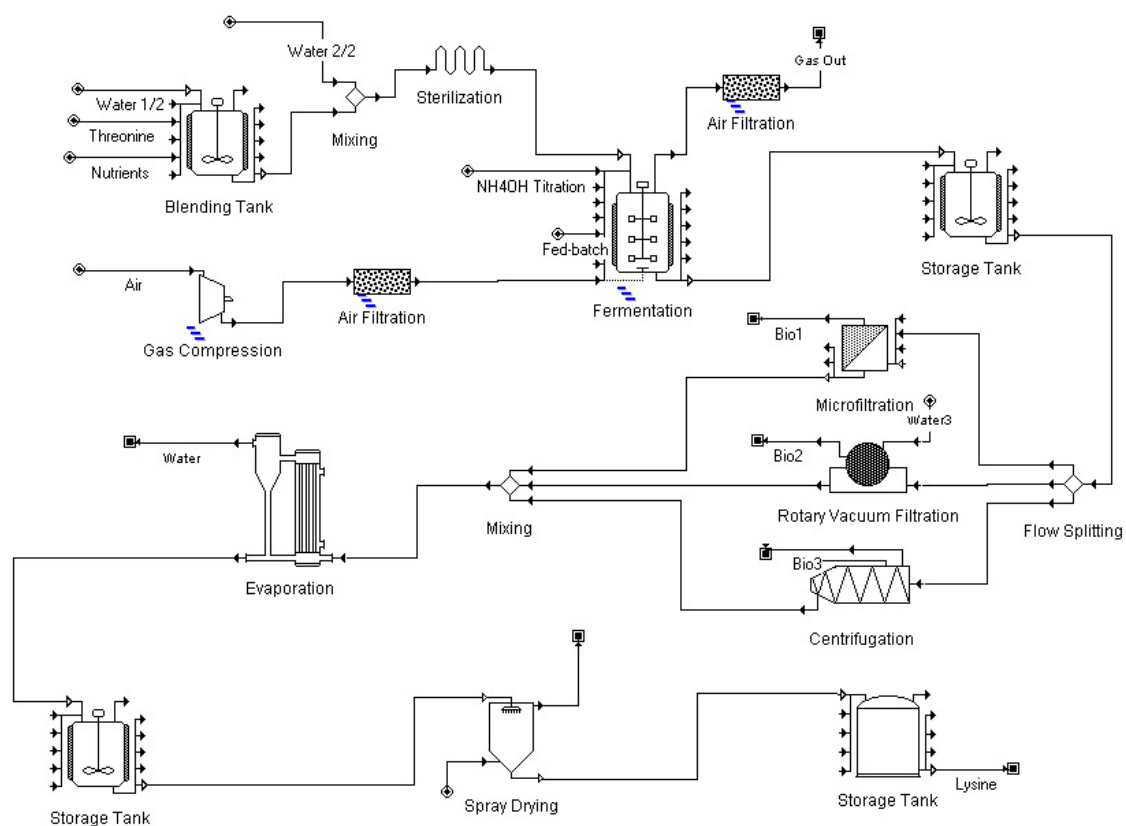 Water 2/2
Gas Out
Sterilization
Water 1/2
Air Filtration
Threonine
Mixing
Nutrients
NH4OH Titration
Blending Tank
Fed-batch
Storage Tank
Air
Air Filtration
Fermentation
Gas Compression
Bio1
Microfiltration
Water3
Water
Bio2
Rotary Vacuum Filtration
Mixing
Flow Splitting
Bio3
Evaporation
Centrifugation
Lysine
Spray Drying
Storage Tank
Storage Tank